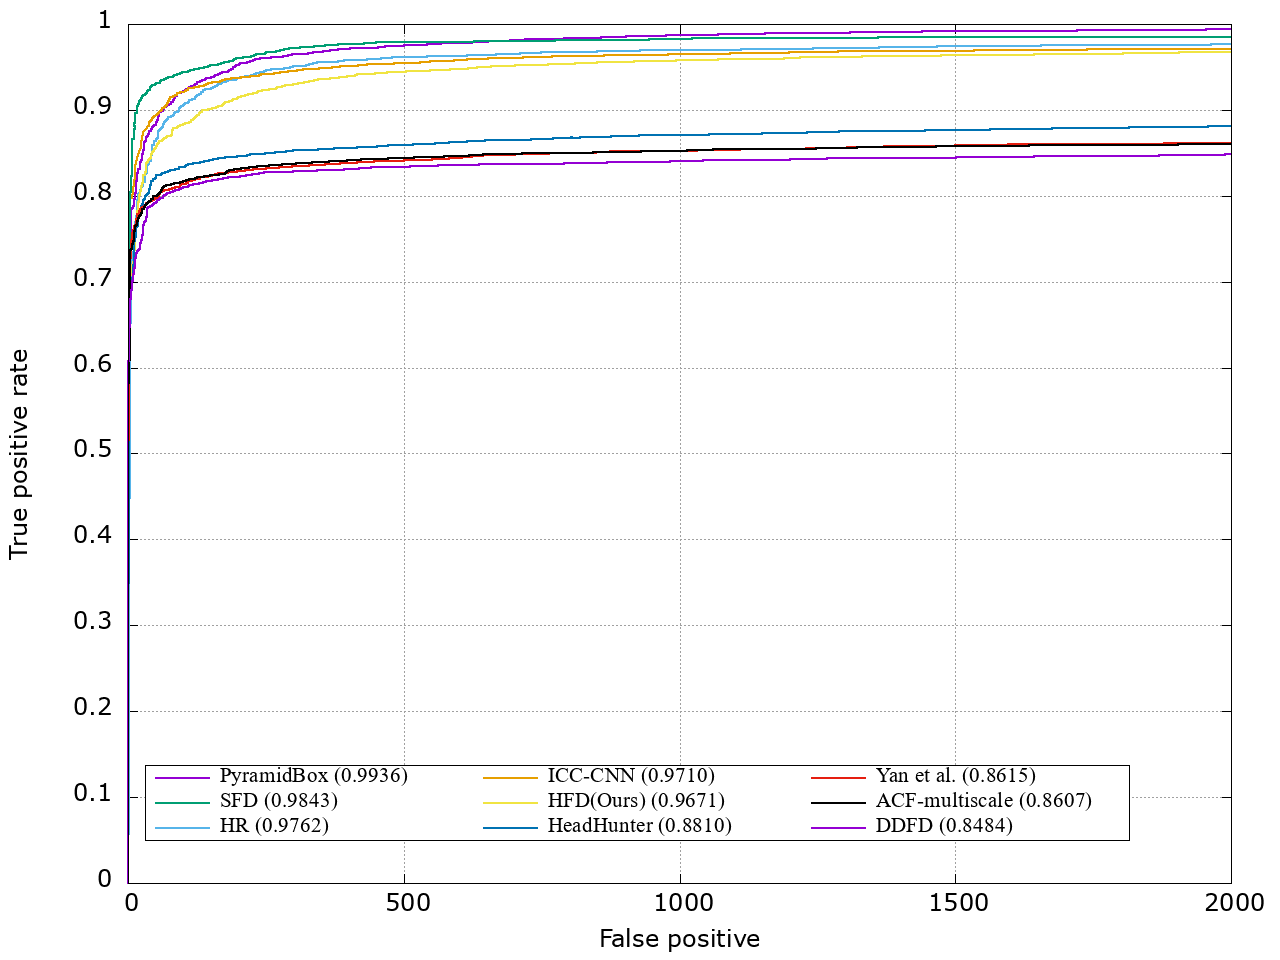 1
0.9
0.8
0.7
0.6
0.5
0.4
0.3
0.2
0.1
0
True positive rate
PyramidBox (0.9936) ICC-CNN (0.9710) Yan et al. (0.8615)
SFD (0.9843) HFD(Ours) (0.9671) ACF-multiscale (0.8607)
HR (0.9762) HeadHunter (0.8810) DDFD (0.8484)
0 500 1000 1500 2000
False positive